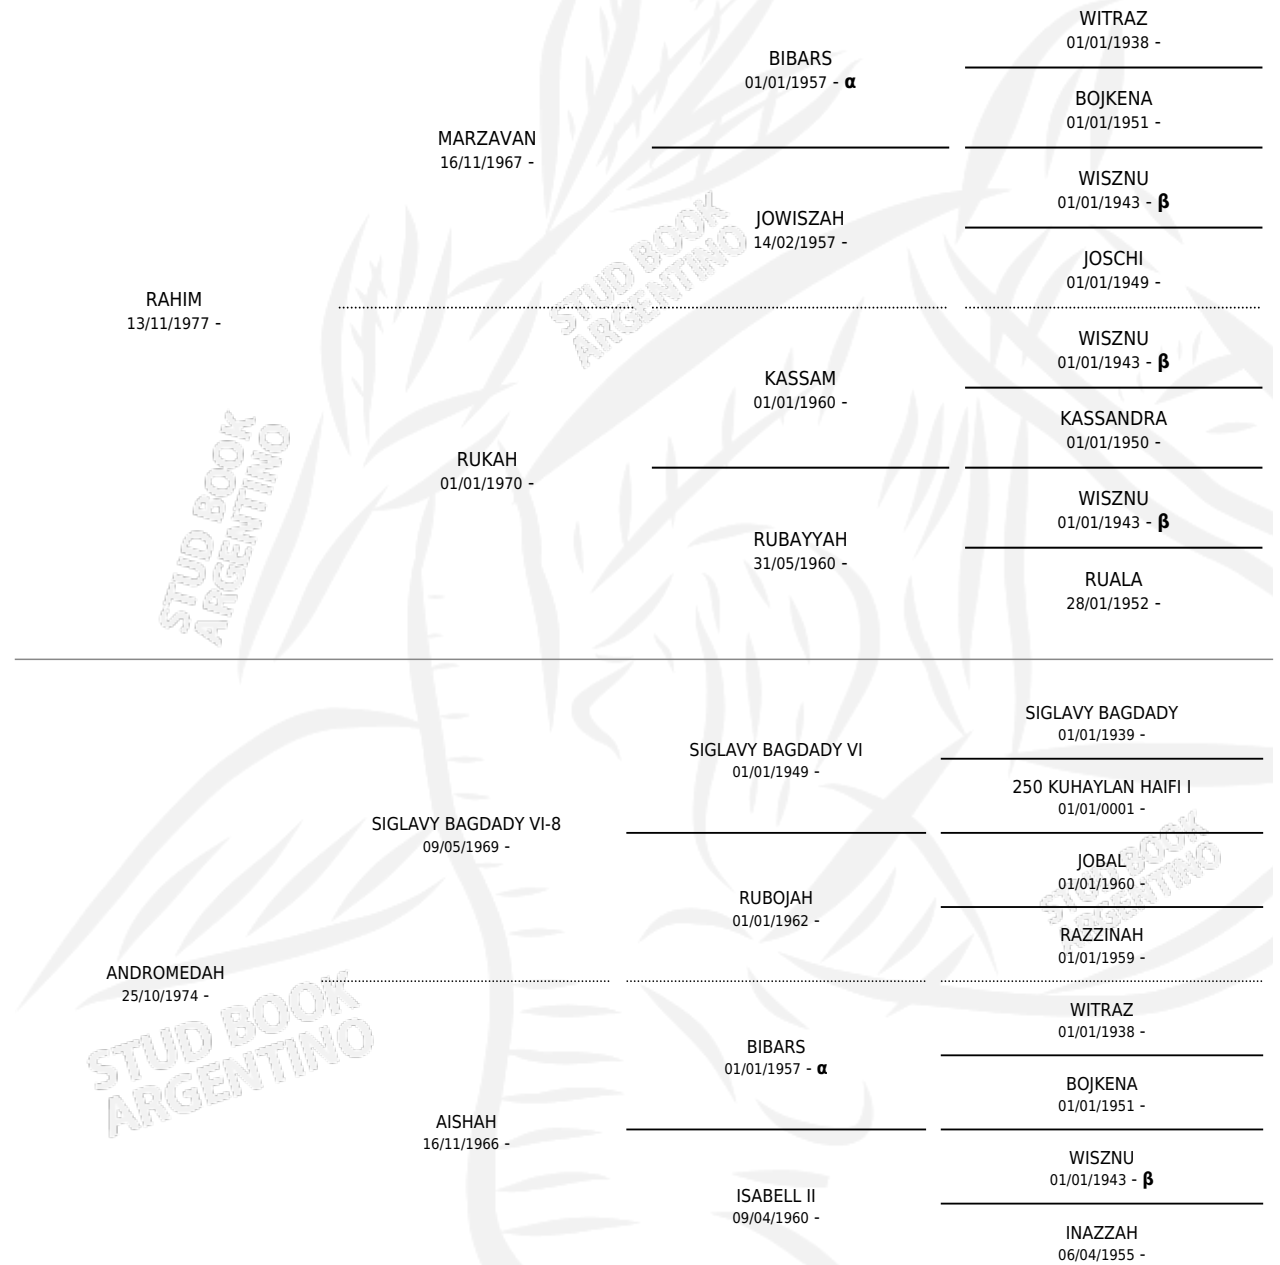 WITRAZ
01/01/1938 -
BIBARS
01/01/1957 - α
BOJKENA
01/01/1951 -
MARZAVAN
16/11/1967 -
WISZNU
01/01/1943 - β
JOWISZAH
14/02/1957 -
JOSCHI
01/01/1949 -
RAHIM
13/11/1977 -
WISZNU
01/01/1943 - β
KASSAM
01/01/1960 -
KASSANDRA
01/01/1950 -
RUKAH
01/01/1970 -
WISZNU
01/01/1943 - β
RUBAYYAH
31/05/1960 -
RUALA
28/01/1952 -
SIGLAVY BAGDADY
01/01/1939 -
SIGLAVY BAGDADY VI
01/01/1949 -
250 KUHAYLAN HAIFI I
01/01/0001 -
SIGLAVY BAGDADY VI-8
09/05/1969 -
JOBAL
01/01/1960 -
RUBOJAH
01/01/1962 -
RAZZINAH
01/01/1959 -
ANDROMEDAH
25/10/1974 -
WITRAZ
01/01/1938 -
BIBARS
01/01/1957 - α
BOJKENA
01/01/1951 -
AISHAH
16/11/1966 -
WISZNU
01/01/1943 - β
ISABELL II
09/04/1960 -
INAZZAH
06/04/1955 -
STUD BOOK
ARGENTINO
STUD BOOK
ARGENTINO
STUD BOOK
ARGENTINO
STUD BOOK
ARGENTINO